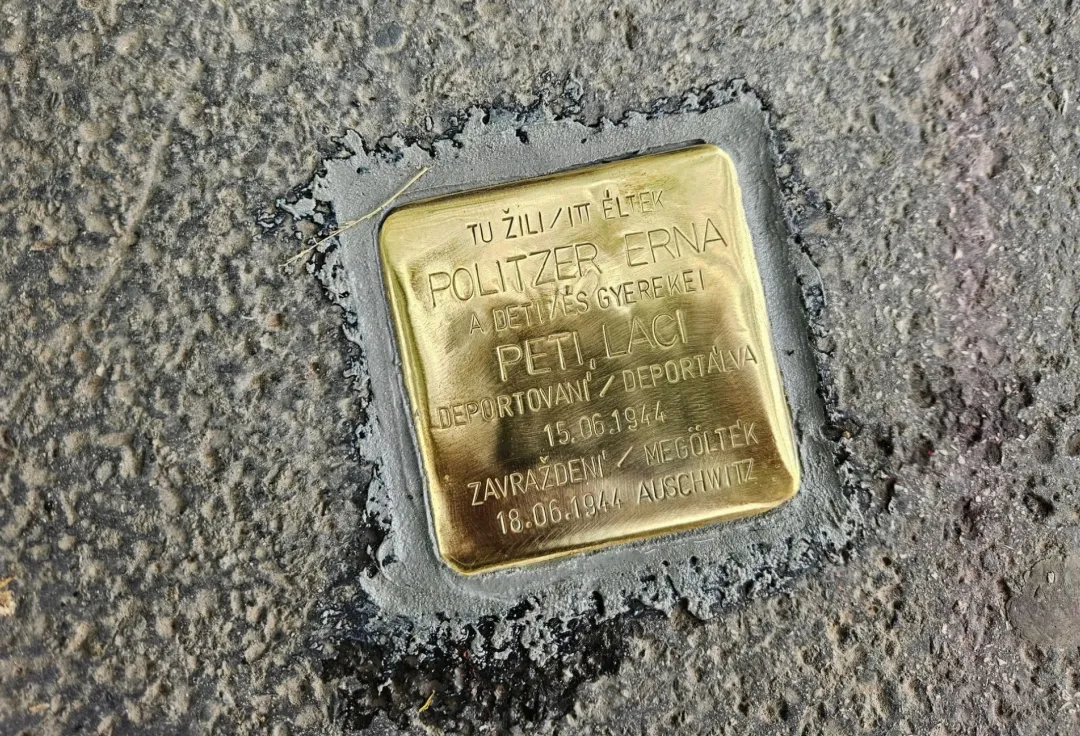 TU ŽILI/ITT ÉLTEK
POLITZER ERNA
A DETI/ÉS GYEREKEI
PETI, LACI
DEPORTOVANÍ / DEPORTÁLVA
15.06.1944
ZAVRAŽDENÍ / MEGÖLTÉK
18.06.1944 AUSCHWITZ